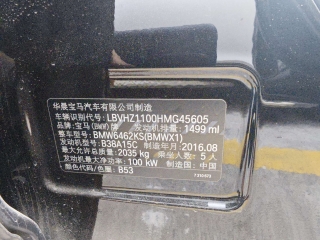 华晨宝马汽车有限公司制造
车辆识别代号: LBVHZ1100HMG45605
品牌: 宝马(BMW)牌 发动机排量: 1499 ml
整车型号: BMW6462KS(BMWX1)
发动机型号: B38A15C 制造年月: 2016.08
最大允许总质量: 2035 kg 乘坐人数: 5 人
发动机最大净功率: 100 kW 制造国: 中国
颜色代码/色圈: B53